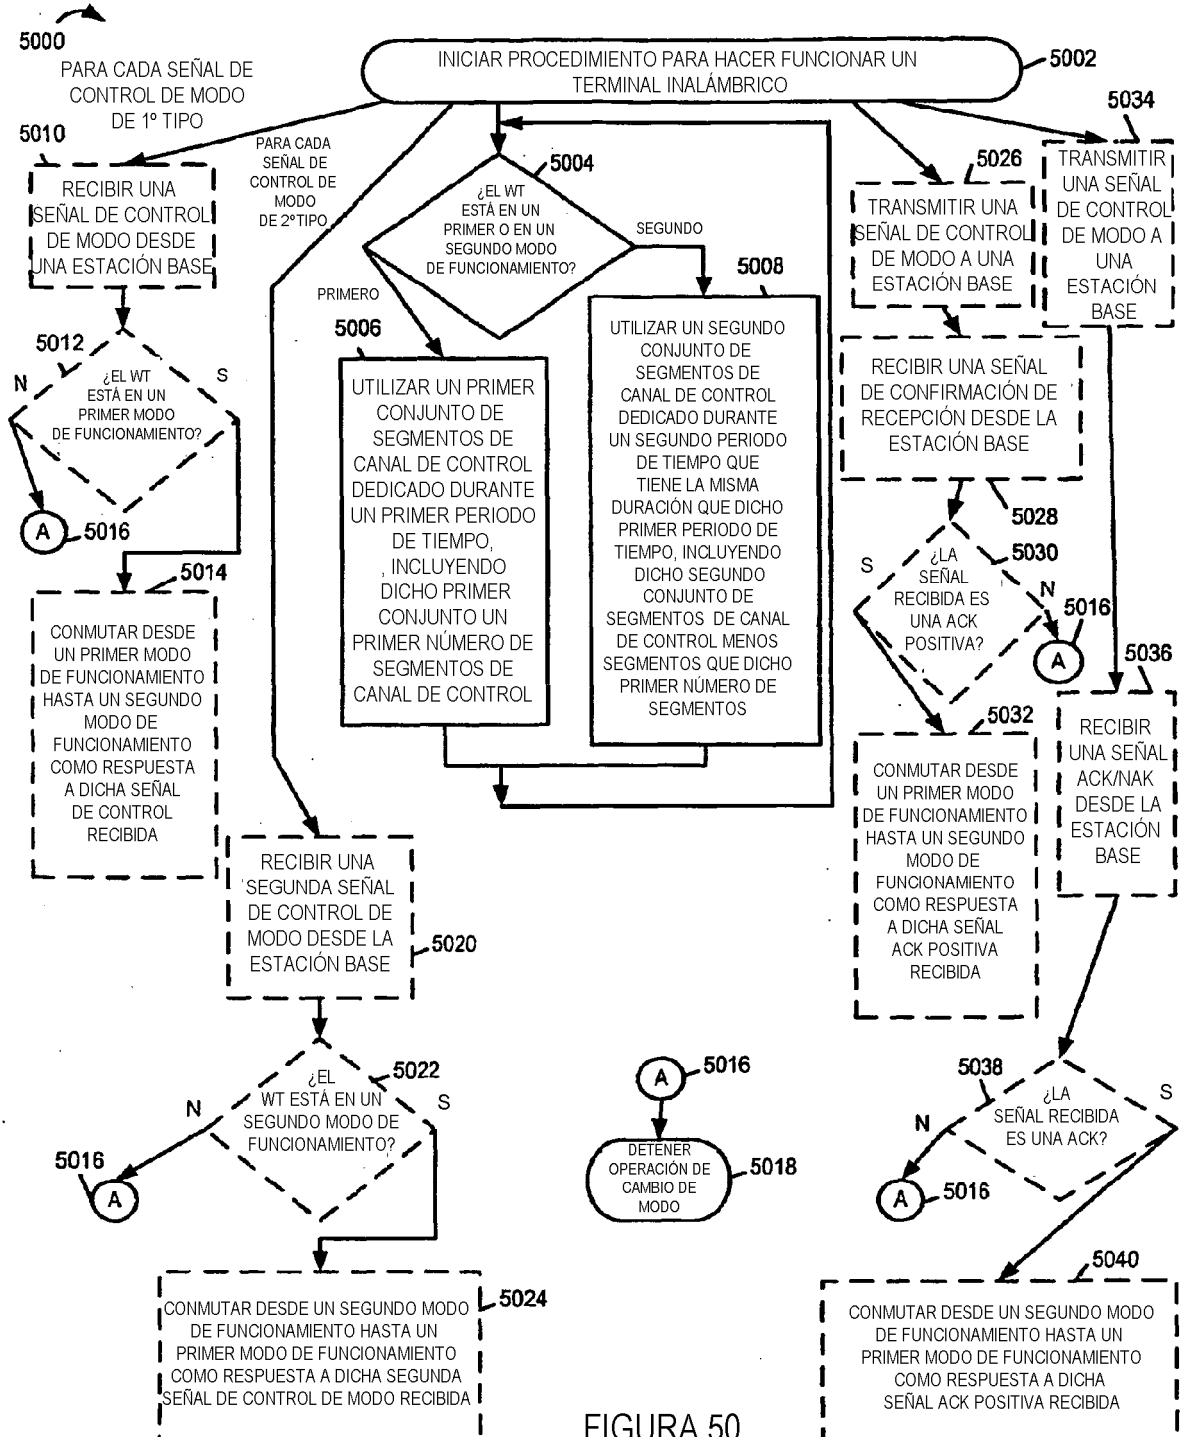 5000
PARA CADA SEÑAL DE
CONTROL DE MODO
DE 1º TIPO
INICIAR PROCEDIMIENTO PARA HACER FUNCIONAR UN
TERMINAL INALÁMBRICO
5002
5010
RECIBIR UNA
SEÑAL DE CONTROL
DE MODO DESDE
UNA ESTACIÓN BASE
5012
¿EL WT
ESTÁ EN UN
PRIMER MODO
DE FUNCIONAMIENTO?
N
S
A
5016
5014
CONMUTAR DESDE
UN PRIMER MODO
DE FUNCIONAMIENTO
HASTA UN SEGUNDO
MODO DE
FUNCIONAMIENTO
COMO RESPUESTA
A DICHA SEÑAL
DE CONTROL
RECIBIDA
PARA CADA
SEÑAL DE
CONTROL DE
MODO
DE 2ºTIPO
5004
¿EL WT
ESTÁ EN UN
PRIMER O EN UN
SEGUNDO MODO
DE FUNCIONAMIENTO?
PRIMERO
SEGUNDO
5006
UTILIZAR UN PRIMER
CONJUNTO DE
SEGMENTOS DE
CANAL DE CONTROL
DEDICADO DURANTE
UN PRIMER PERIODO
DE TIEMPO,
, INCLUYENDO
DICHO PRIMER
CONJUNTO UN
PRIMER NÚMERO DE
SEGMENTOS DE
CANAL DE CONTROL
5008
UTILIZAR UN SEGUNDO
CONJUNTO DE
SEGMENTOS DE
CANAL DE CONTROL
DEDICADO DURANTE
UN SEGUNDO PERIODO
DE TIEMPO QUE
TIENE LA MISMA
DURACIÓN QUE DICHO
PRIMER PERIODO DE
TIEMPO, INCLUYENDO
DICHO SEGUNDO
CONJUNTO DE
SEGMENTOS DE CANAL
DE CONTROL MENOS
SEGMENTOS QUE DICHO
PRIMER NÚMERO DE
SEGMENTOS
5026
TRANSMITIR UNA
SEÑAL DE CONTROL
DE MODO A UNA
ESTACIÓN BASE
RECIBIR UNA SEÑAL
DE CONFIRMACIÓN DE
RECEPCIÓN DESDE LA
ESTACIÓN BASE
5028
5030
¿LA
SEÑAL
RECIBIDA ES
UNA ACK
POSITIVA?
S
N
5016
A
5032
CONMUTAR DESDE
UN PRIMER MODO
DE FUNCIONAMIENTO
HASTA UN SEGUNDO
MODO DE
FUNCIONAMIENTO
COMO RESPUESTA
A DICHA SEÑAL
ACK POSITIVA
RECIBIDA
5034
TRANSMITIR
UNA SEÑAL
DE CONTROL
DE MODO A
UNA
ESTACIÓN
BASE
5036
RECIBIR
UNA SEÑAL
ACK/NAK
DESDE LA
ESTACIÓN
BASE
RECIBIR UNA
SEGUNDA SEÑAL
DE CONTROL DE
MODO DESDE LA
ESTACIÓN BASE
5020
5022
¿EL
WT ESTÁ EN UN
SEGUNDO MODO DE
FUNCIONAMIENTO?
N
S
5016
A
5024
CONMUTAR DESDE UN SEGUNDO MODO
DE FUNCIONAMIENTO HASTA UN
PRIMER MODO DE FUNCIONAMIENTO
COMO RESPUESTA A DICHA SEGUNDA
SEÑAL DE CONTROL DE MODO RECIBIDA
A
5016
DETENER
OPERACIÓN DE
CAMBIO DE
MODO
5018
5038
¿LA
SEÑAL RECIBIDA
ES UNA ACK?
N
S
A
5016
5040
CONMUTAR DESDE UN SEGUNDO MODO
DE FUNCIONAMIENTO HASTA UN
PRIMER MODO DE FUNCIONAMIENTO
COMO RESPUESTA A DICHA
SEÑAL ACK POSITIVA RECIBIDA
FIGURA 50